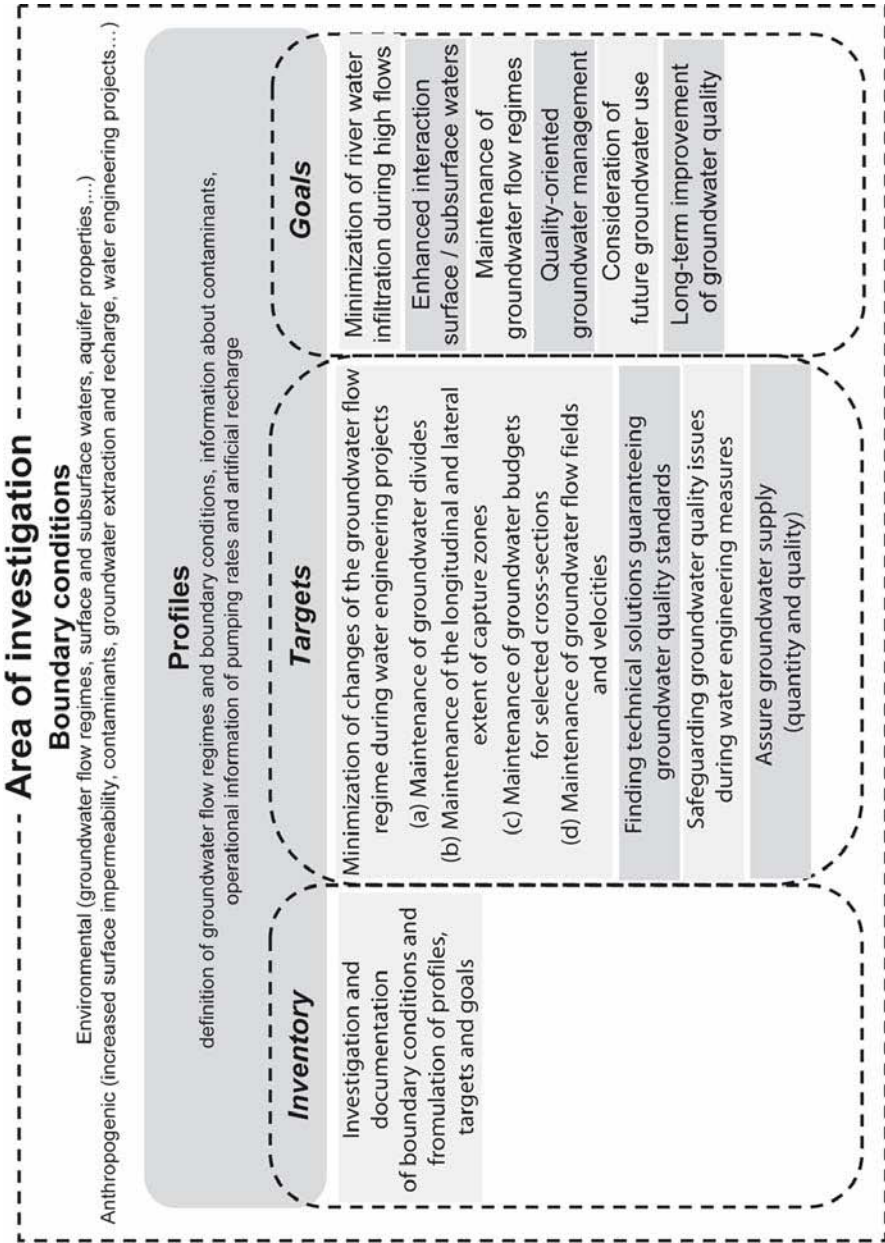 Area of investigation
Boundary conditions
Environmental (groundwater flow regimes, surface and subsurface waters, aquifer properties,...)
Anthropogenic (increased surface impermeability, contaminants, groundwater extraction and recharge, water engineering projects...)
Profiles
definition of groundwater flow regimes and boundary conditions, information about contaminants,
operational information of pumping rates and artificial recharge
Inventory
Investigation and
documentation
of boundary conditions and
fromulation of profiles,
targets and goals
Targets
Minimization of changes of the groundwater flow
regime during water engineering projects
(a) Maintenance of groundwater divides
(b) Maintenance of the longitudinal and lateral
extent of capture zones
(c) Maintenance of groundwater budgets
for selected cross-sections
(d) Maintenance of groundwater flow fields
and velocities
Finding technical solutions guaranteeing
groundwater quality standards
Safeguarding groundwater quality issues
during water engineering measures
Assure groundwater supply
(quantity and quality)
Goals
Minimization of river water
infiltration during high flows
Enhanced interaction
surface / subsurface waters
Maintenance of
groundwater flow regimes
Quality-oriented
groundwater management
Consideration of
future groundwater use
Long-term improvement
of groundwater quality